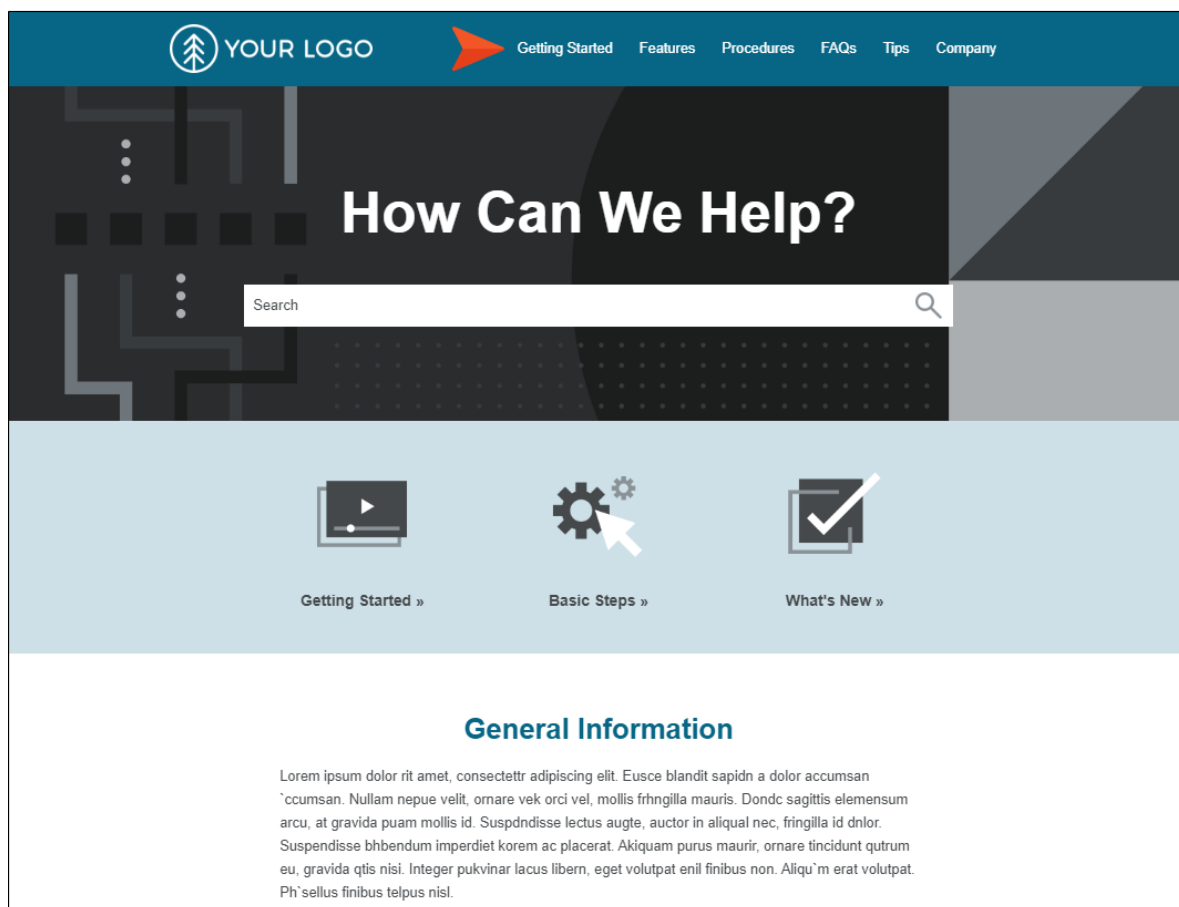 YOUR LOGO
Getting Started Features Procedures FAQs Tips Company
How Can We Help?
Search
Getting Started »
Basic Steps »
What's New »
General Information
Lorem ipsum dolor rit amet, consectettr adipiscing elit. Eusce blandit sapidn a dolor accumsan
`ccumsan. Nullam nepue velit, ornare vek orci vel, mollis frhngilla mauris. Dondc sagittis elemensum
arcu, at gravida puam mollis id. Suspdndisse lectus augte, auctor in aliqual nec, fringilla id dnlor.
Suspendisse bhbendum imperdiet korem ac placerat. Akiquam purus maurir, ornare tincidunt qutrum
eu, gravida qtis nisi. Integer pukvinar lacus libern, eget volutpat enil finibus non. Aliqu`m erat volutpat.
Ph`sellus finibus telpus nisl.